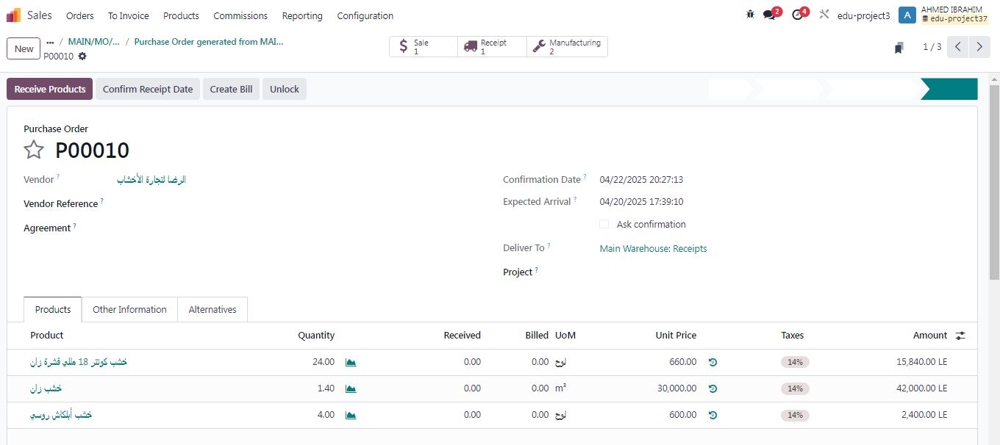 Sales Orders To Invoice Products Commissions Reporting Configuration 2 4 edu-project3 A AHMED IBRAHIM
edu-project37
New ... / MAIN/MO/... / Purchase Order generated from MAI...
P00010
Sale
1
Receipt
1
Manufacturing
2
1 / 3
Receive Products Confirm Receipt Date Create Bill Unlock
Purchase Order
P00010
Vendor ? الرضا لتجارة الأخشاب
Vendor Reference ?
Agreement ?
Confirmation Date ? 04/22/2025 20:27:13
Expected Arrival ? 04/20/2025 17:39:10
Ask confirmation
Deliver To ? Main Warehouse: Receipts
Project ?
Products Other Information Alternatives
Product Quantity Received Billed UoM Unit Price Taxes Amount
خشب كونتر 18 مللي قشرة زان 24.00 0.00 0.00 لوح 660.00 14% 15,840.00 LE
خشب زان 1.40 0.00 0.00 m³ 30,000.00 14% 42,000.00 LE
خشب أبلكاش روسي 4.00 0.00 0.00 لوح 600.00 14% 2,400.00 LE